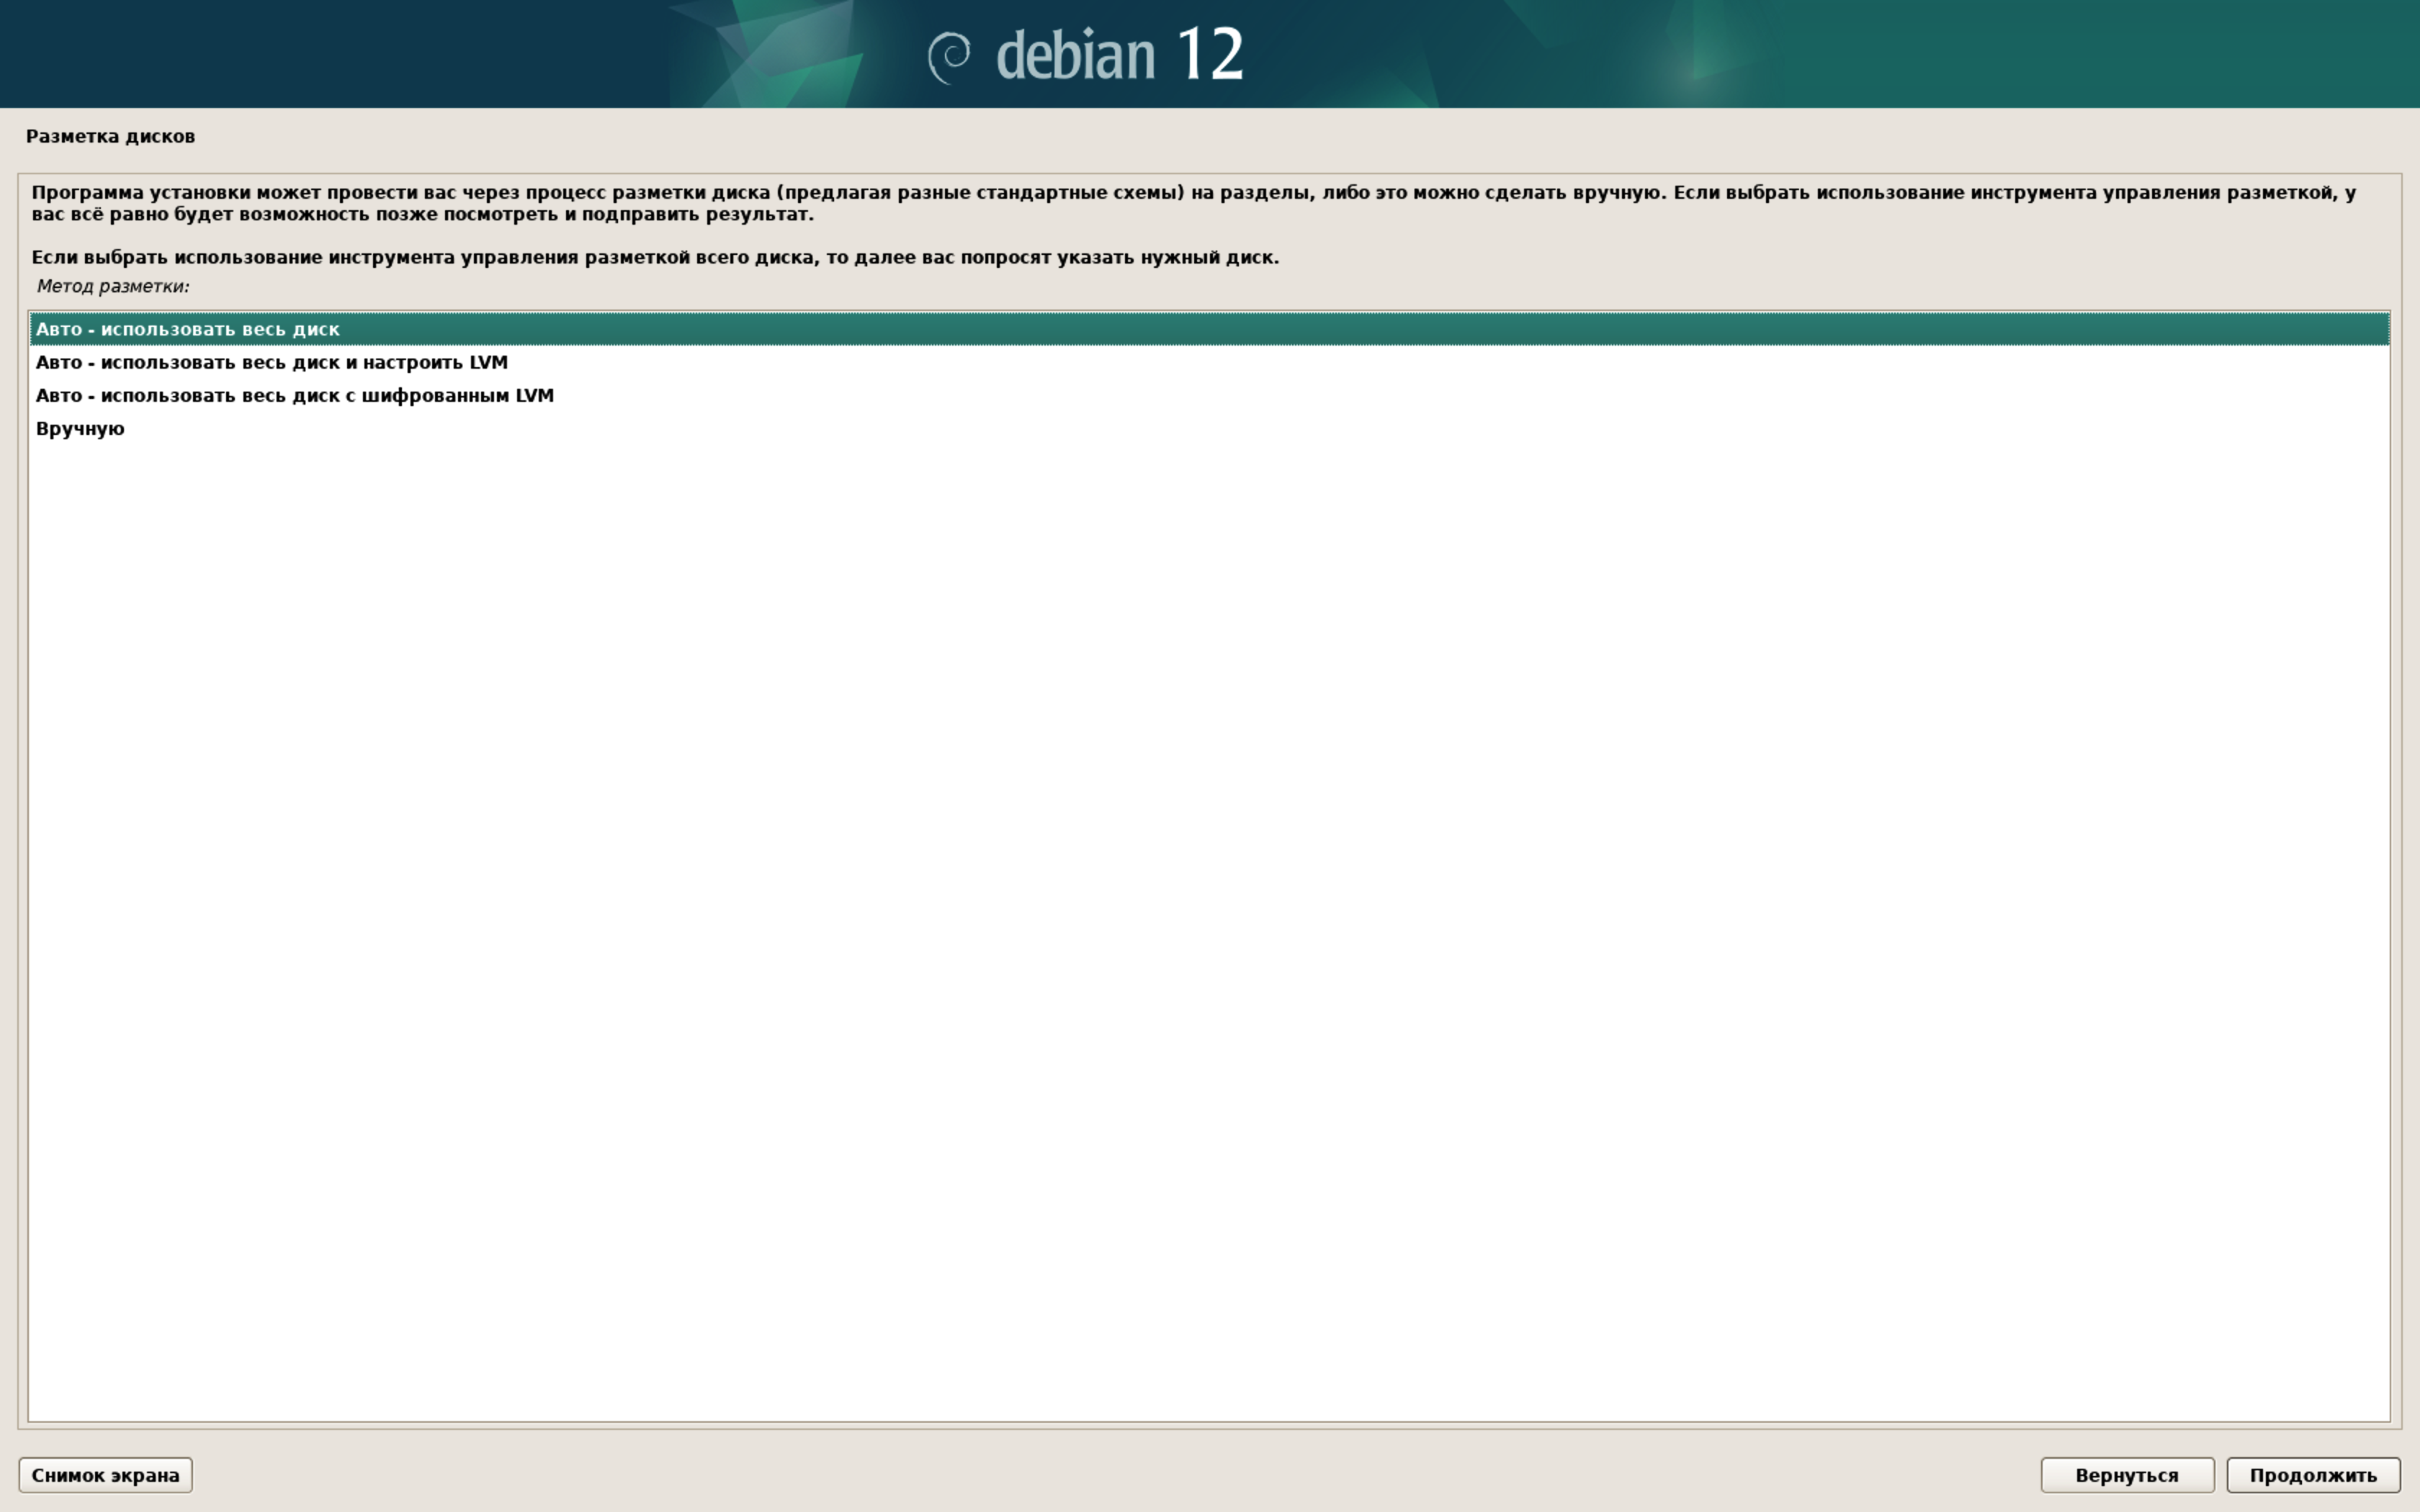 debian 12
Разметка дисков
Программа установки может провести вас через процесс разметки диска (предлагая разные стандартные схемы) на разделы, либо это можно сделать вручную. Если выбрать использование инструмента управления разметкой, у
вас всё равно будет возможность позже посмотреть и подправить результат.
Если выбрать использование инструмента управления разметкой всего диска, то далее вас попросят указать нужный диск.
Метод разметки:
Авто - использовать весь диск
Авто - использовать весь диск и настроить LVM
Авто - использовать весь диск с шифрованным LVM
Вручную
Снимок экрана
Вернуться
Продолжить